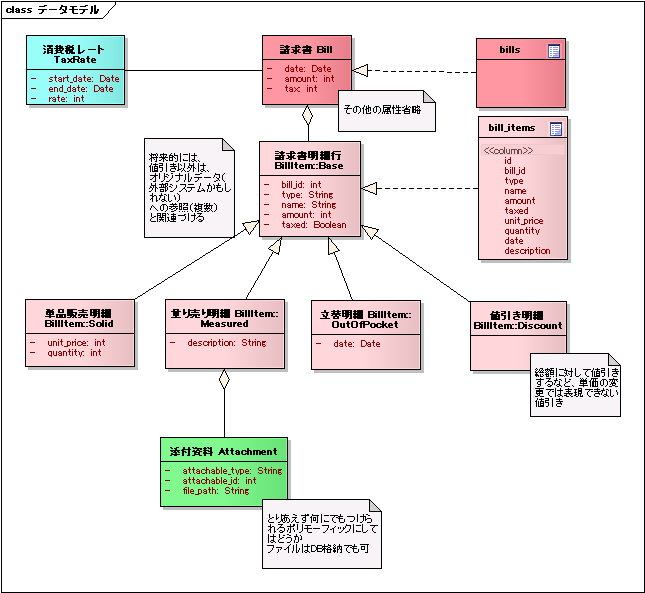 class データモデル
消費税レート
TaxRate
- start_date: Date
- end_date: Date
- rate: int
請求書 Bill
- date: Date
- amount: int
- tax: int
その他の属性省略
bills
bill_items
<<column>>
id
bill_id
type
name
amount
taxed
unit_price
quantity
date
description
将来的には、
値引き以外は、
オリジナルデータ(
外部システムかもし
れない)
への参照(複数)
と関連づける
請求書明細行
BillItem::Base
- bill_id: int
- type: String
- name: String
- amount: int
- taxed: Boolean
単品販売明細
BillItem::Solid
- unit_price: int
- quantity: int
量り売り明細 BillItem::
Measured
- description: String
立替明細 BillItem::
OutOfPocket
- date: Date
値引き明細
BillItem::Discount
総額に対して値引き
するなど、単価の変
更では表現できない
値引き
添付資料 Attachment
- attachable_type: String
- attachable_id: int
- file_path: String
とりあえず何にでもつけら
れるポリモーフィックにして
はどうか
ファイルはDB格納でも可